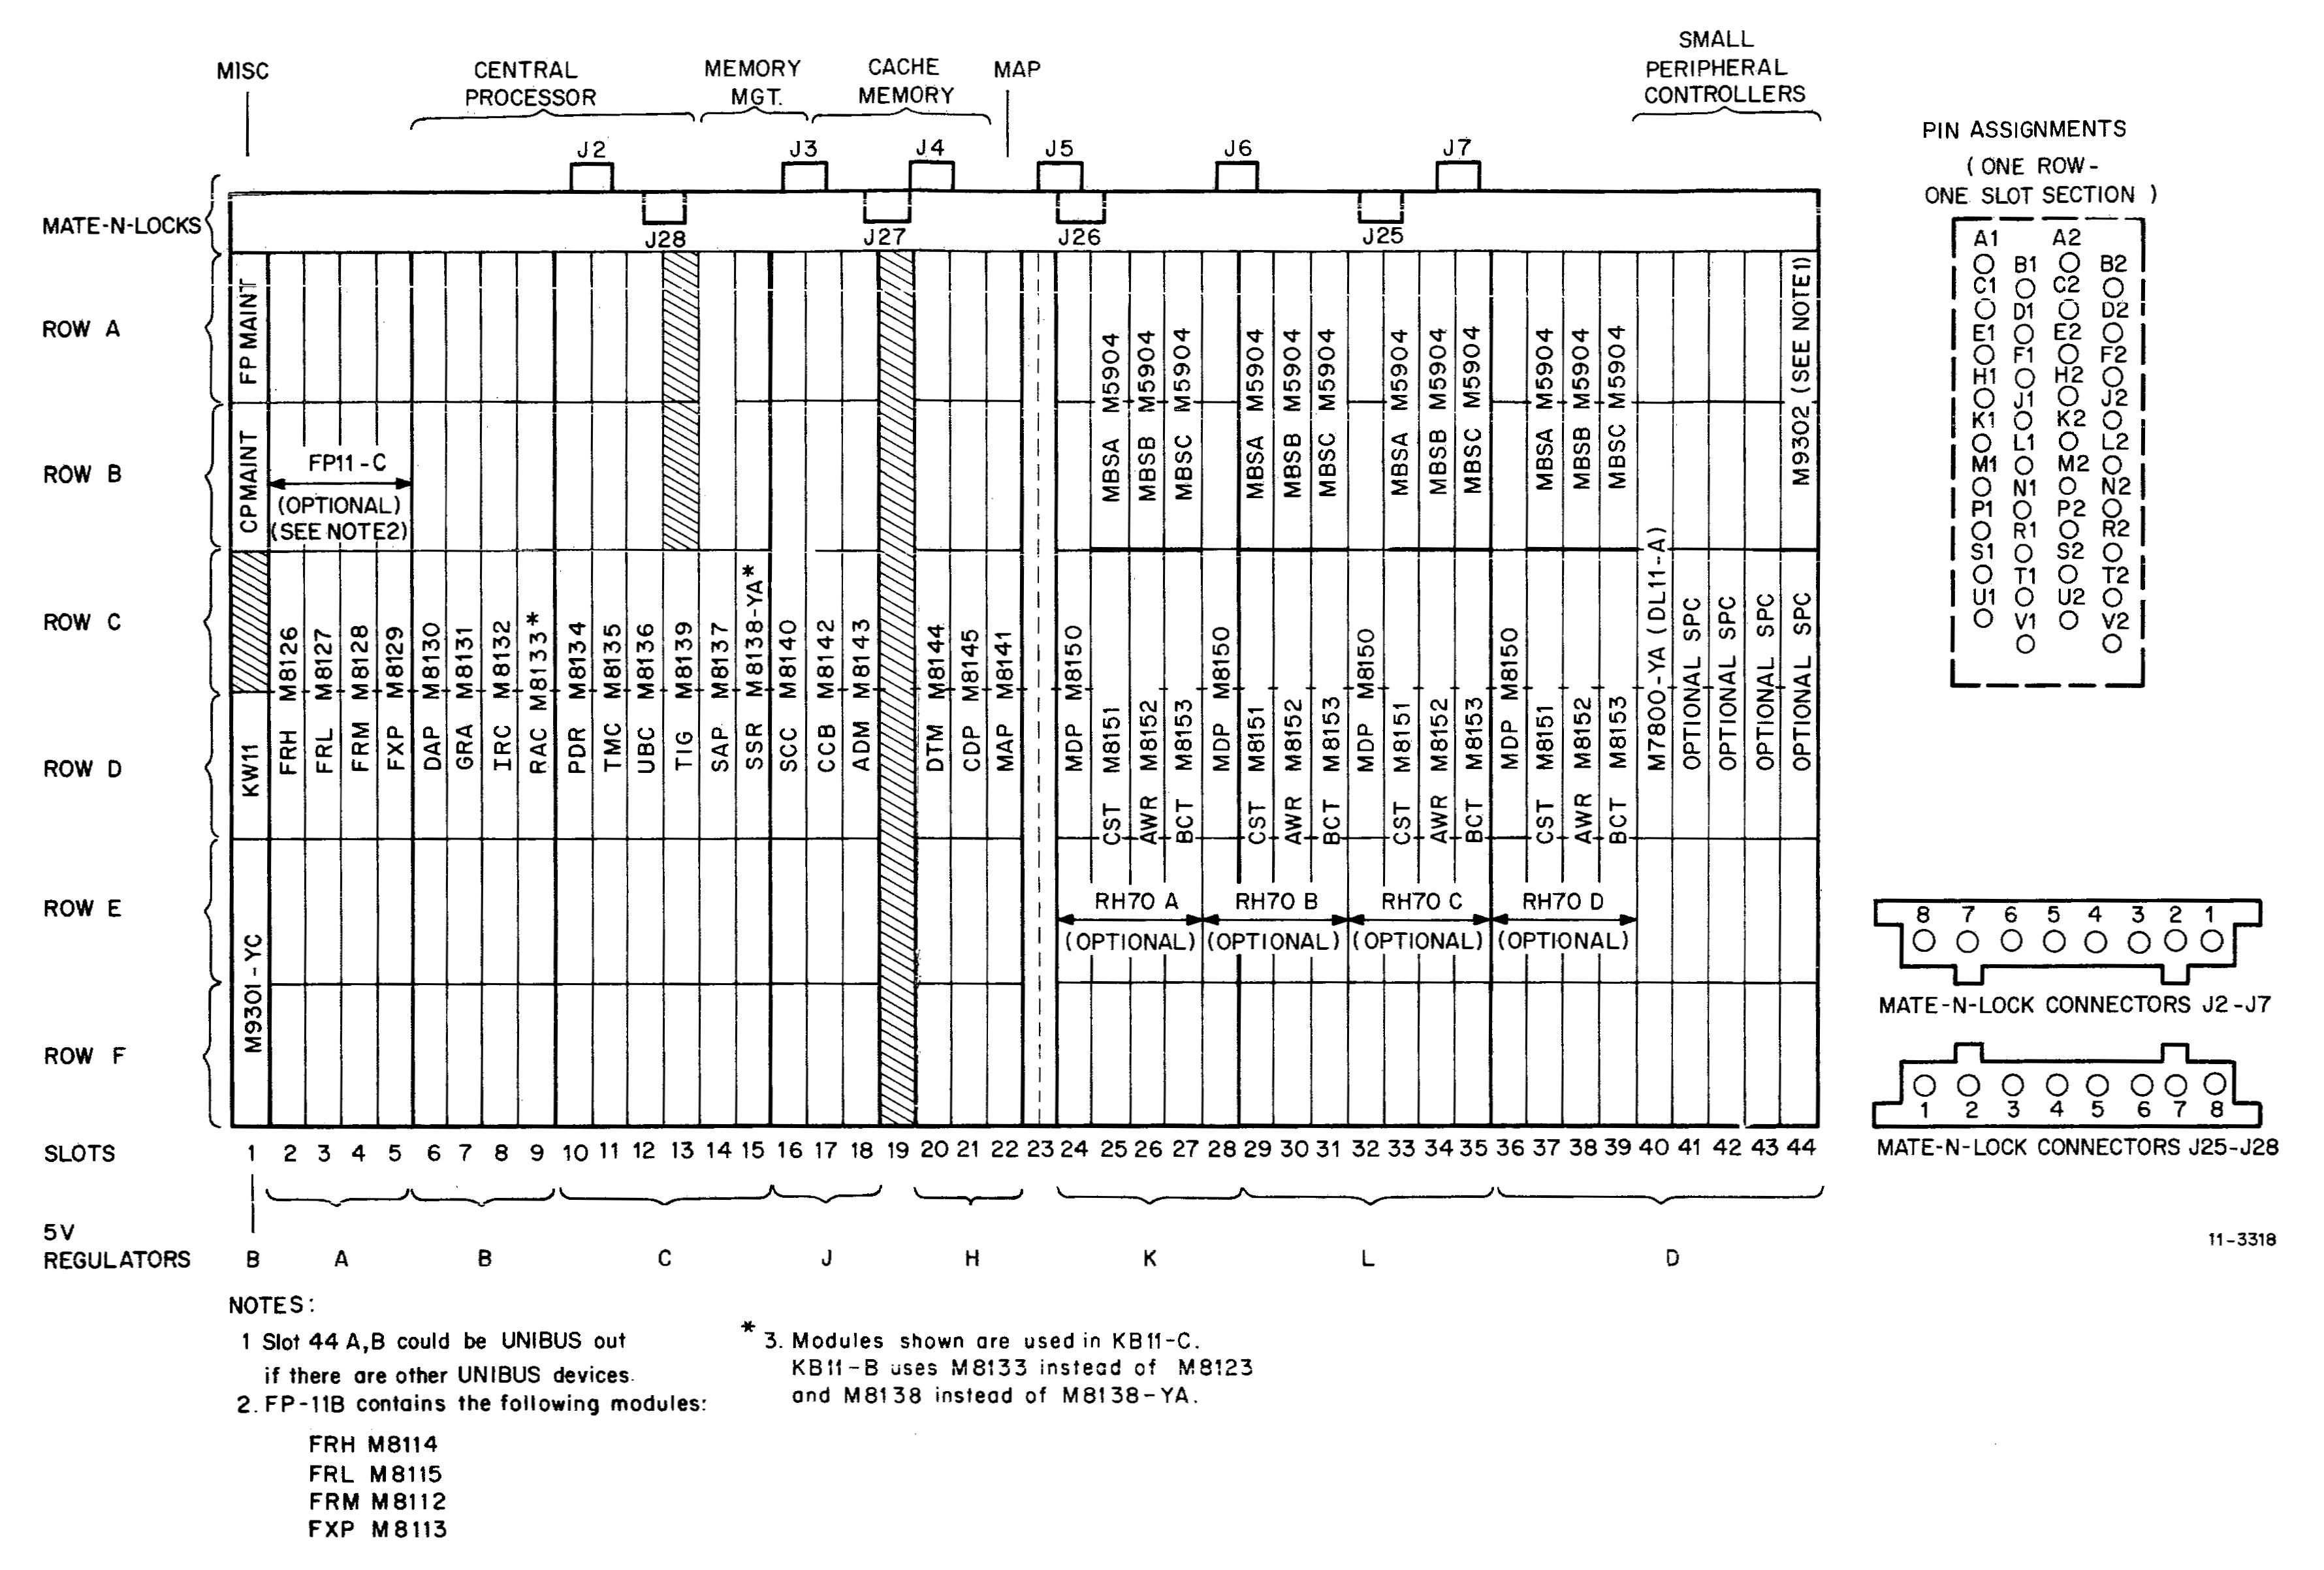 MISC
CENTRAL
PROCESSOR
MEMORY
MGT.
CACHE
MEMORY
MAP
SMALL
PERIPHERAL
CONTROLLERS
J2
J3
J4
J5
J6
J7
MATE-N-LOCKS
J28
J27
J26
J25
ROW A
ROW B
ROW C
ROW D
ROW E
ROW F
FP MAINT
CPMAINT
KW11
M9301-YC
FP11-C
(OPTIONAL)
(SEE NOTE2)
FRH M8126
FRL M8127
FRM M8128
FXP M8129
DAP M8130
GRA M8131
IRC M8132
RAC M8133*
PDR M8134
TMC M8135
UBC M8136
TIG M8139
SAP M8137
SSR M8138-YA*
SCC M8140
CCB M8142
ADM M8143
DTM M8144
CDP M8145
MAP M8141
MDP M8150
MBSA M5904
CST M8151
MBSB M5904
AWR M8152
MBSC M5904
BCT M8153
RH70 A
(OPTIONAL)
MDP M8150
MBSA M5904
CST M8151
MBSB M5904
AWR M8152
MBSC M5904
BCT M8153
RH70 B
(OPTIONAL)
MDP M8150
MBSA M5904
CST M8151
MBSB M5904
AWR M8152
MBSC M5904
BCT M8153
RH70 C
(OPTIONAL)
MDP M8150
MBSA M5904
CST M8151
MBSB M5904
AWR M8152
MBSC M5904
BCT M8153
RH70 D
(OPTIONAL)
M7800-YA (DL11-A)
OPTIONAL SPC
OPTIONAL SPC
OPTIONAL SPC
OPTIONAL SPC
M9302 (SEE NOTE1)
SLOTS 1 2 3 4 5 6 7 8 9 10 11 12 13 14 15 16 17 18 19 20 21 22 23 24 25 26 27 28 29 30 31 32 33 34 35 36 37 38 39 40 41 42 43 44
5V
REGULATORS B A B C J H K L D
PIN ASSIGNMENTS
(ONE ROW-
ONE SLOT SECTION )
A1 A2
B1 B2
C1 C2
D1 D2
E1 E2
F1 F2
H1 H2
J1 J2
K1 K2
L1 L2
M1 M2
N1 N2
P1 P2
R1 R2
S1 S2
T1 T2
U1 U2
V1 V2
8 7 6 5 4 3 2 1
MATE-N-LOCK CONNECTORS J2-J7
1 2 3 4 5 6 7 8
MATE-N-LOCK CONNECTORS J25-J28
11-3318
NOTES:
1 Slot 44 A,B could be UNIBUS out
if there are other UNIBUS devices.
2. FP-11B contains the following modules:
FRH M8114
FRL M8115
FRM M8112
FXP M8113
* 3. Modules shown are used in KB11-C.
KB11-B uses M8133 instead of M8123
and M8138 instead of M8138-YA.